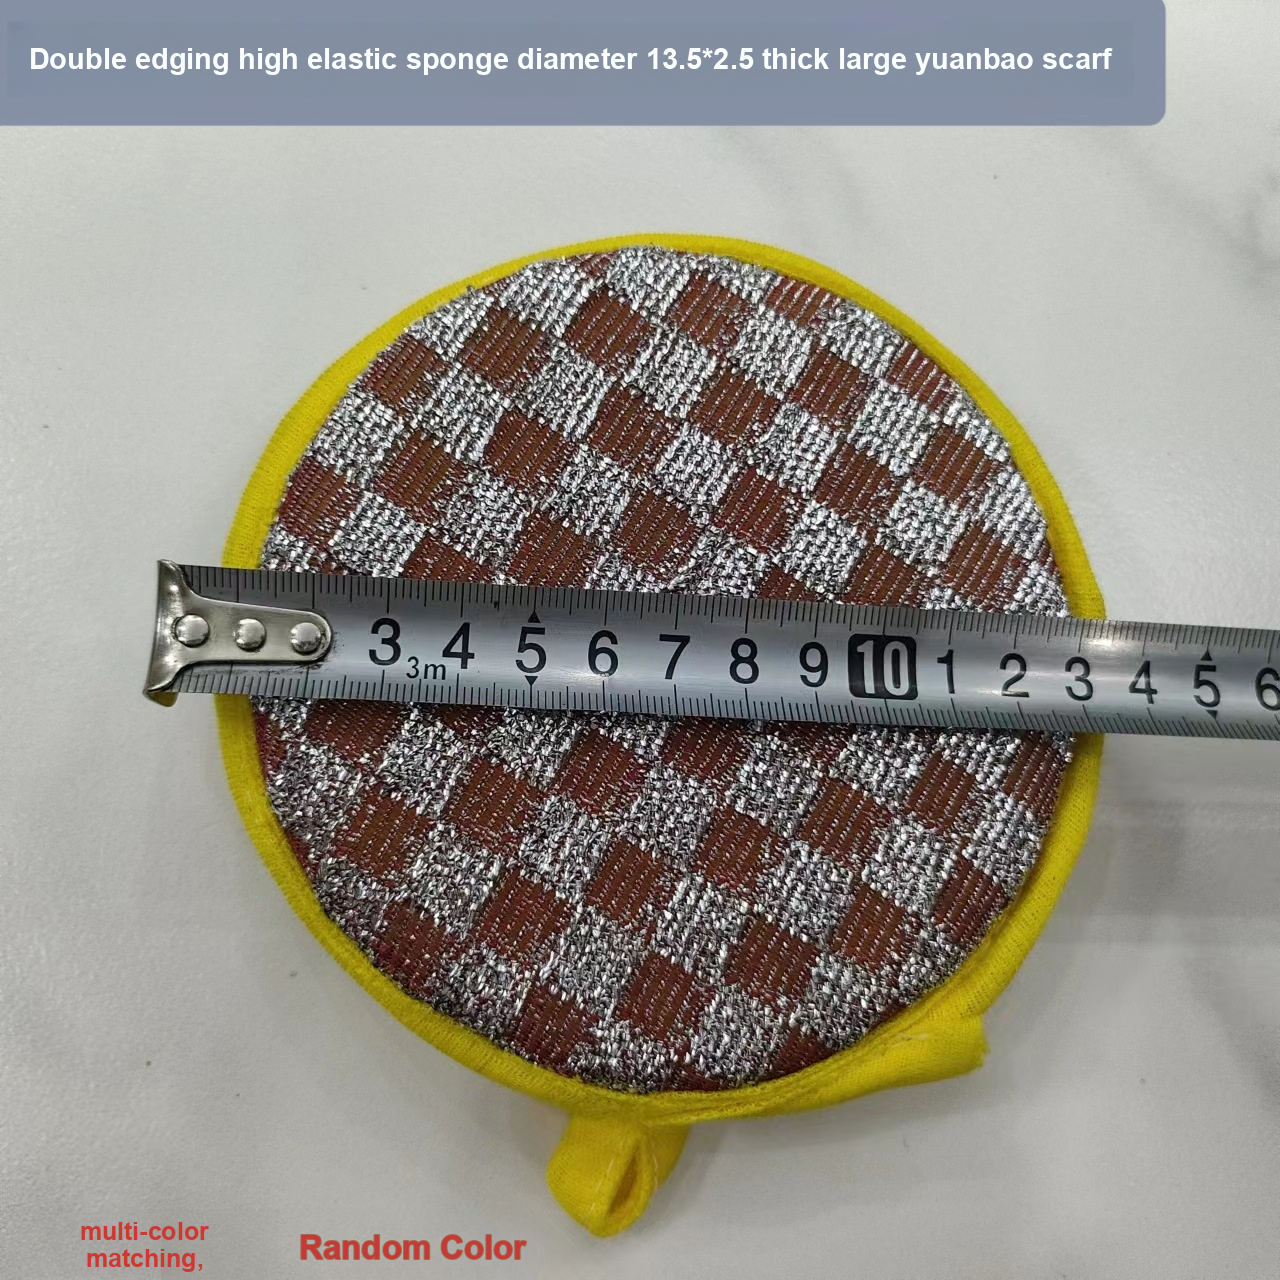 Double edging high elastic sponge diameter 13.5*2.5 thick large yuanbao scarf
3 4 5 6 7 8 9 10 1 2 3 4 5 6
3m
multi-color
matching,
Random Color